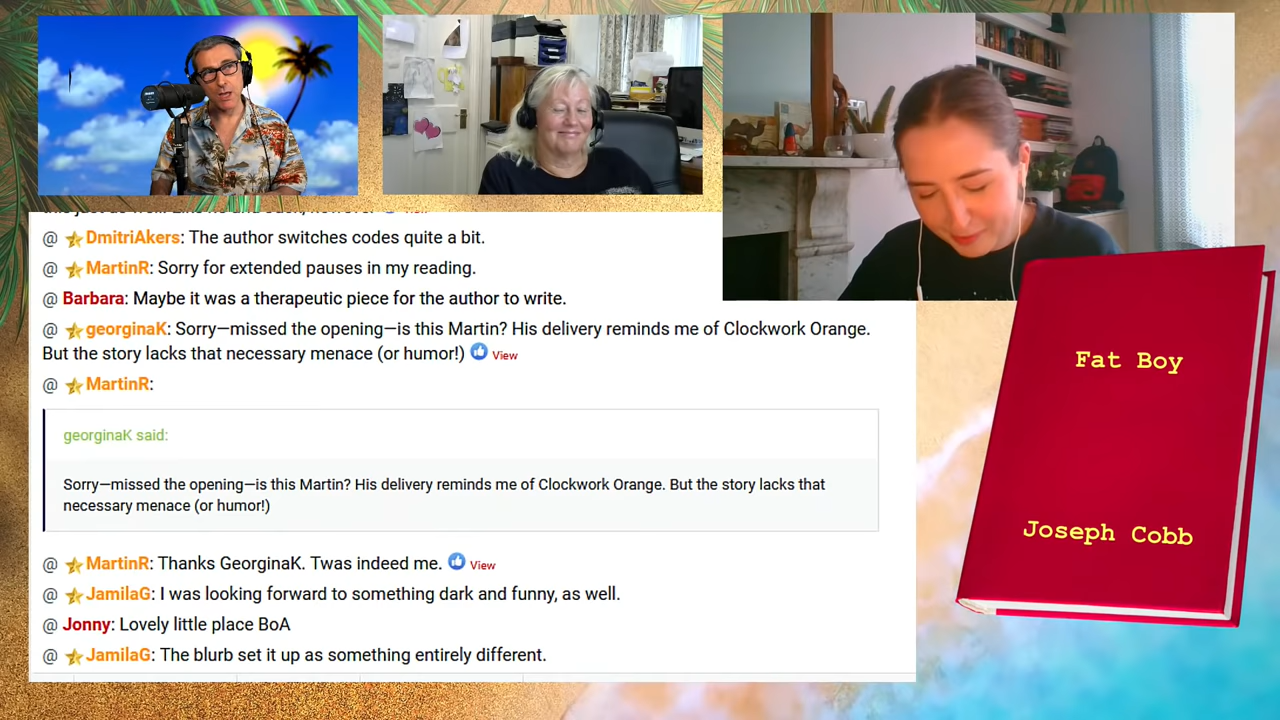 @ DmitriAkers: The author switches codes quite a bit.
@ MartinR: Sorry for extended pauses in my reading.
@ Barbara: Maybe it was a therapeutic piece for the author to write.
@ georginaK: Sorry—missed the opening—is this Martin? His delivery reminds me of Clockwork Orange.
But the story lacks that necessary menace (or humor!) View
@ MartinR:
georginaK said:
Sorry—missed the opening—is this Martin? His delivery reminds me of Clockwork Orange. But the story lacks that
necessary menace (or humor!)
@ MartinR: Thanks GeorginaK. Twas indeed me. View
@ JamilaG: I was looking forward to something dark and funny, as well.
@ Jonny: Lovely little place BoA
@ JamilaG: The blurb set it up as something entirely different.
Fat Boy
Joseph Cobb